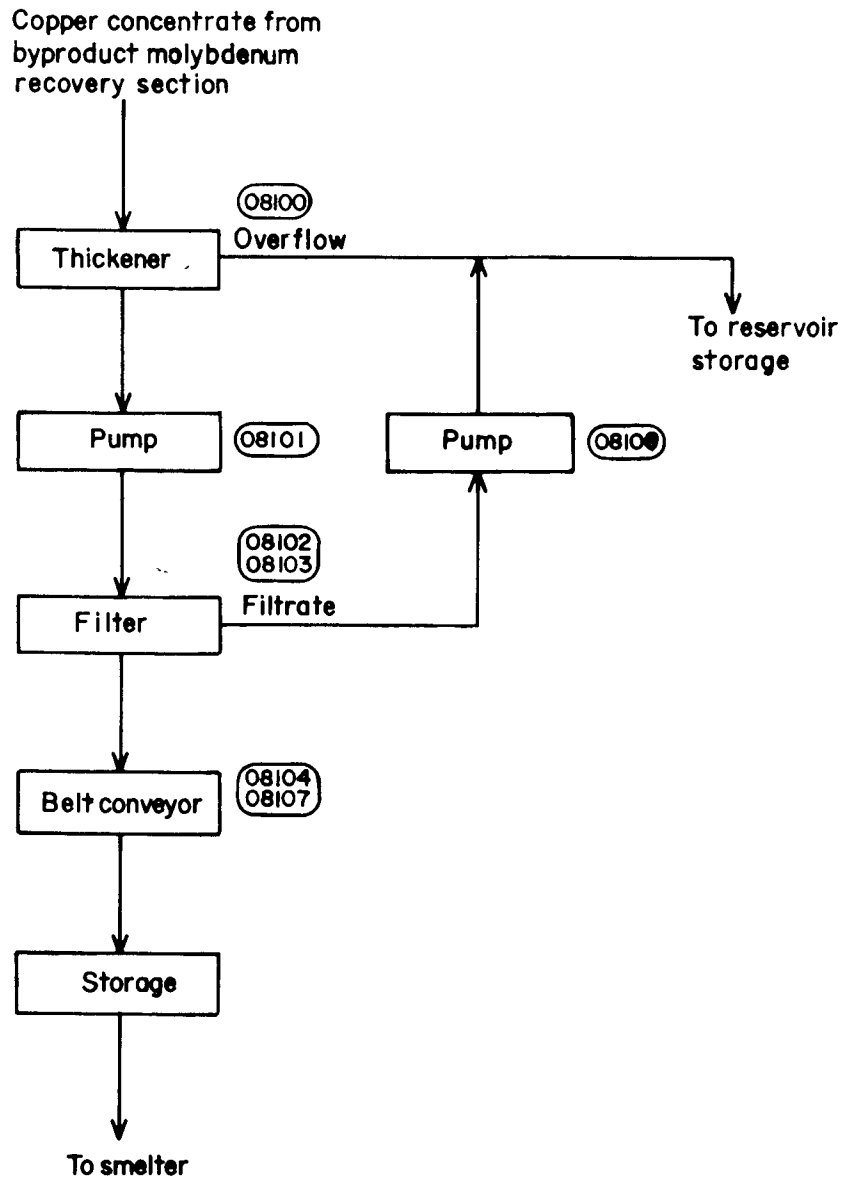 Copper concentrate from
byproduct molybdenum
recovery section
08100
Overflow
Thickener
To reservoir
storage
Pump
08101
Pump
08102
08103
Filtrate
Filter
08104
08107
Belt conveyor
Storage
To smelter